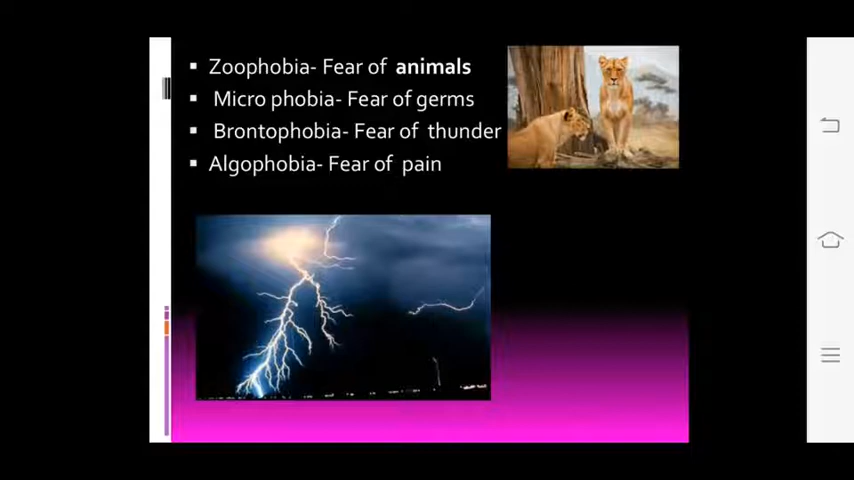 ▪ Zoophobia- Fear of animals
▪ Micro phobia- Fear of germs
▪ Brontophobia- Fear of thunder
▪ Algophobia- Fear of pain